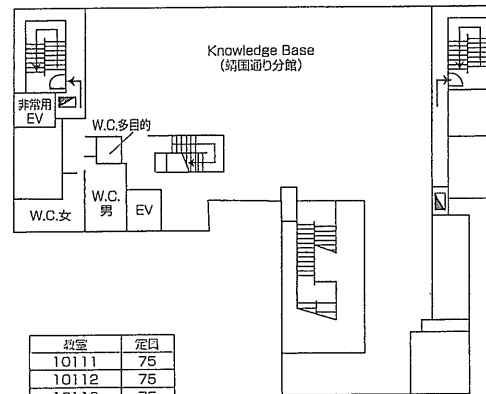 Knowledge Base
(靖国通り分館)
非常用
EV
W.C.多目的
W.C.女
W.C.
男
EV
教室 定員
10111 75
10112 75